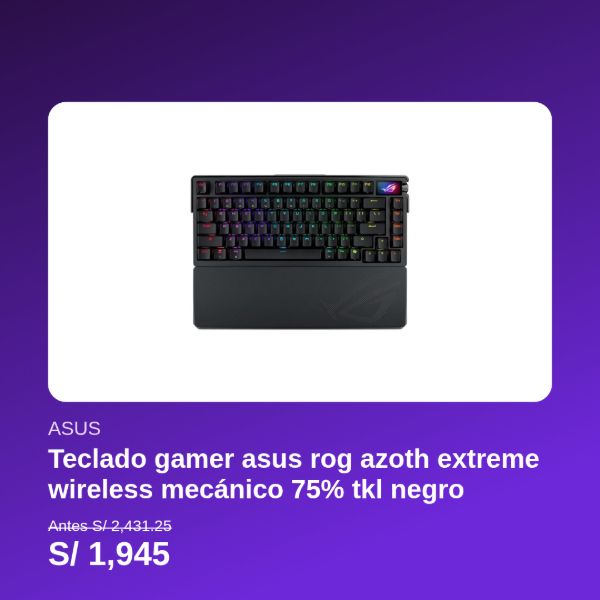 ASUS
Teclado gamer asus rog azoth extreme
wireless mecánico 75% tkl negro
Antes S/ 2,431.25
S/ 1,945